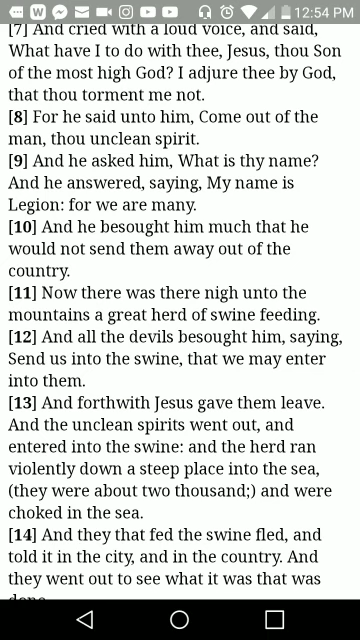 12:54 PM
[7] And cried with a loud voice, and said,
What have I to do with thee, Jesus, thou Son
of the most high God? I adjure thee by God,
that thou torment me not.
[8] For he said unto him, Come out of the
man, thou unclean spirit.
[9] And he asked him, What is thy name?
And he answered, saying, My name is
Legion: for we are many.
[10] And he besought him much that he
would not send them away out of the
country.
[11] Now there was there nigh unto the
mountains a great herd of swine feeding.
[12] And all the devils besought him, saying,
Send us into the swine, that we may enter
into them.
[13] And forthwith Jesus gave them leave.
And the unclean spirits went out, and
entered into the swine: and the herd ran
violently down a steep place into the sea,
(they were about two thousand;) and were
choked in the sea.
[14] And they that fed the swine fled, and
told it in the city, and in the country. And
they went out to see what it was that was
done.